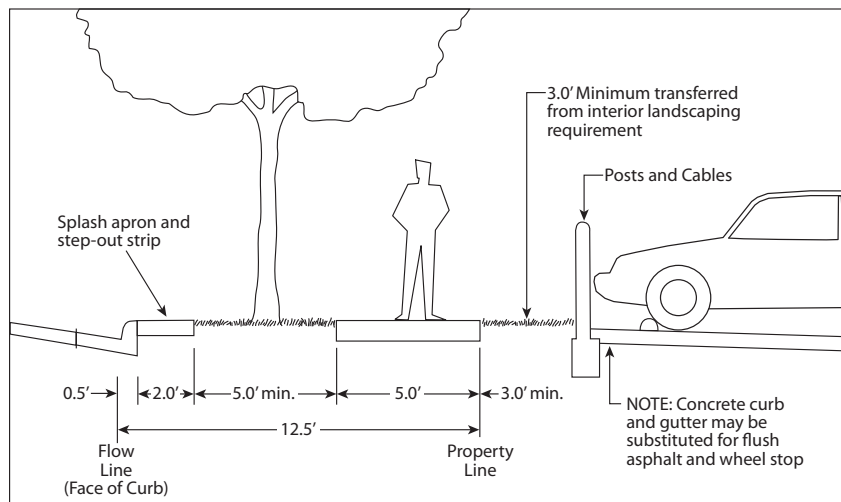 3.0' Minimum transferred
from interior landscaping
requirement
Posts and Cables
Splash apron and
step-out strip
0.5'
2.0'
5.0' min.
5.0'
3.0' min.
12.5'
Flow
Line
(Face of Curb)
Property
Line
NOTE: Concrete curb
and gutter may be
substituted for flush
asphalt and wheel stop